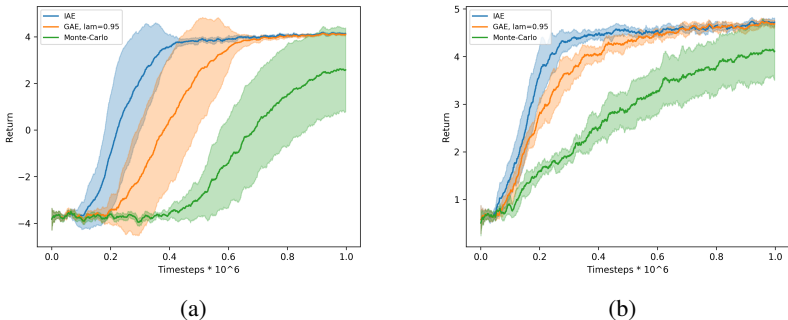 IAE
GAE, lam=0.95
Monte-Carlo
4
2
0
−2
−4
Return
0.0 0.2 0.4 0.6 0.8 1.0
Timesteps * 10^6
(a)
IAE
GAE, lam=0.95
Monte-Carlo
5
4
3
2
1
Return
0.0 0.2 0.4 0.6 0.8 1.0
Timesteps * 10^6
(b)